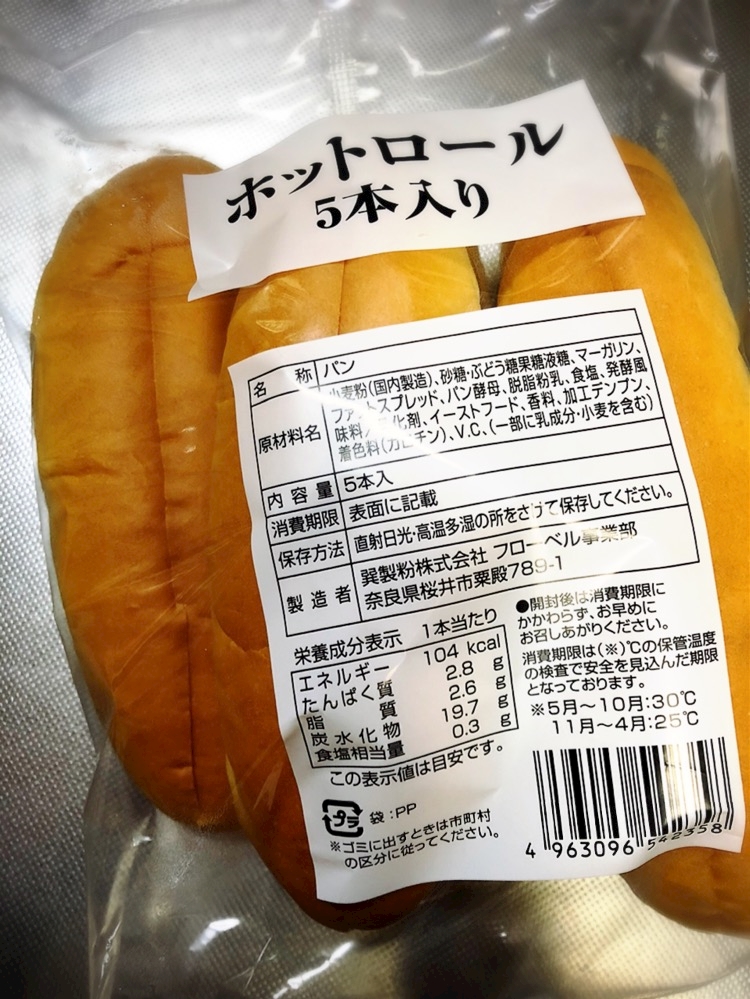 ホットロール
5本入り
名称 パン
原材料名 小麦粉(国内製造)、砂糖・ぶどう糖果糖液糖、マーガリン、
ファットスプレッド、パン酵母、脱脂粉乳、食塩、発酵風
味料/乳化剤、イーストフード、香料、加工デンプン、
着色料(カロチン)、V.C.、(一部に乳成分・小麦を含む)
内容量 5本入
消費期限 表面に記載
保存方法 直射日光・高温多湿の所をさけて保存してください。
製造者 巽製粉株式会社 フローベル事業部
奈良県桜井市粟殿789-1
栄養成分表示 1本当たり
エネルギー 104 kcal
たんぱく質 2.8 g
脂質 2.6 g
炭水化物 19.7 g
食塩相当量 0.3 g
この表示値は目安です。
プラ 袋:PP
※ゴミに出すときは市町村
の区分に従ってください。
●開封後は消費期限に
かかわらず、お早めに
お召しあがりください。
消費期限は(※)℃の保管温度
の検査で安全を見込んだ期限
となっております。
※5月〜10月:30℃
11月〜4月:25℃
4 963096 542358